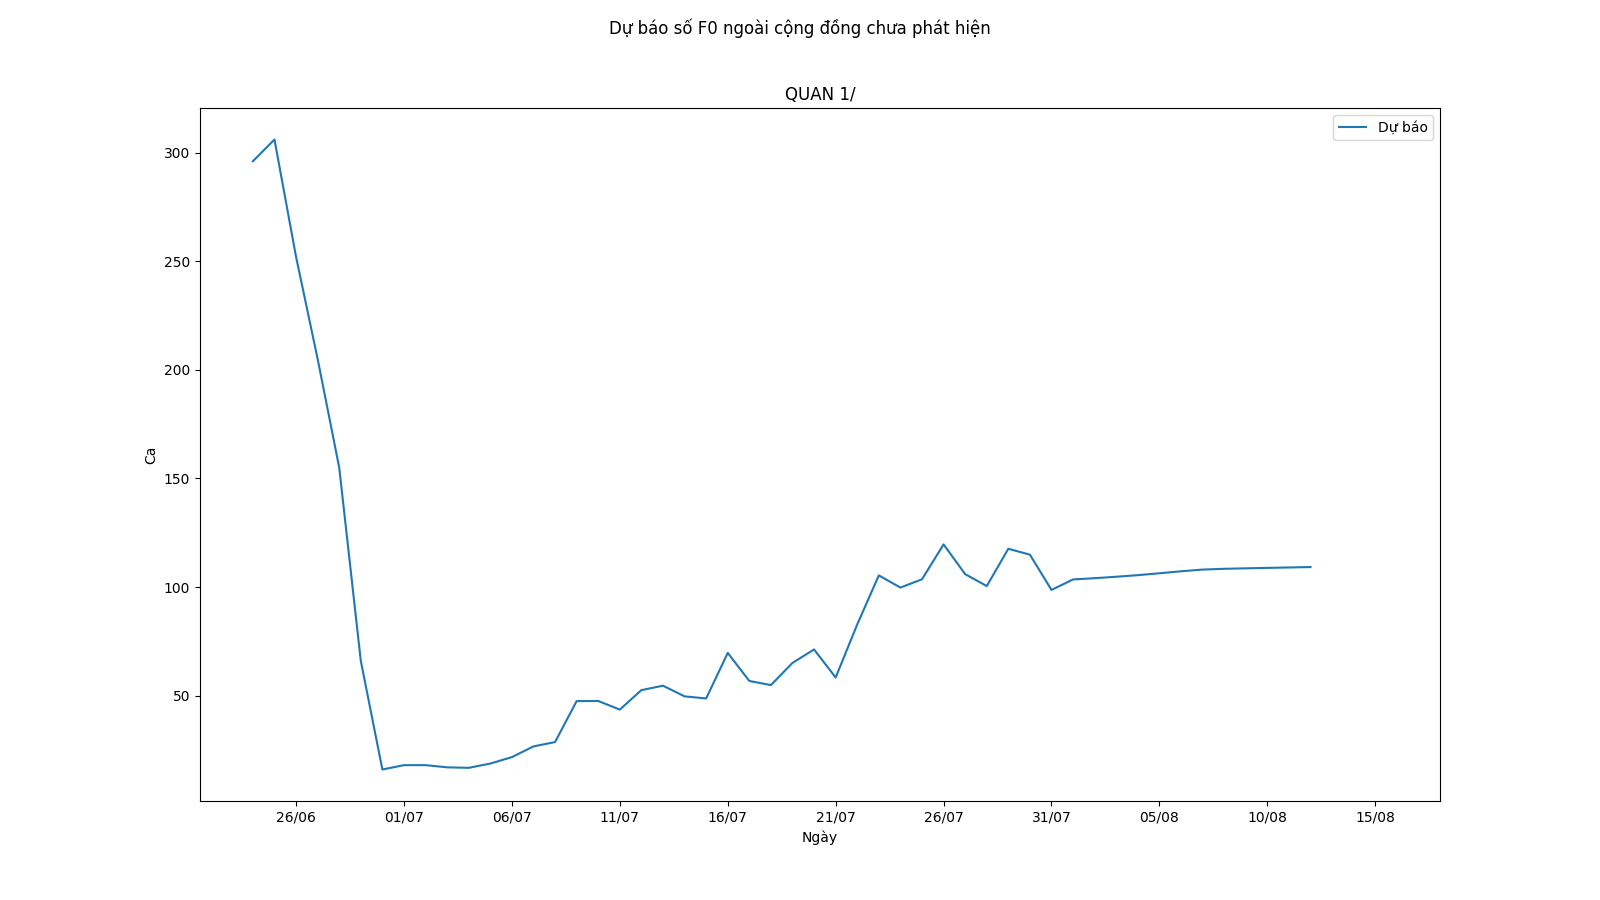 Dự báo số F0 ngoài cộng đồng chưa phát hiện
QUAN 1/
Dự báo
300
250
200
150
100
50
Ca
26/06 01/07 06/07 11/07 16/07 21/07 26/07 31/07 05/08 10/08 15/08
Ngày